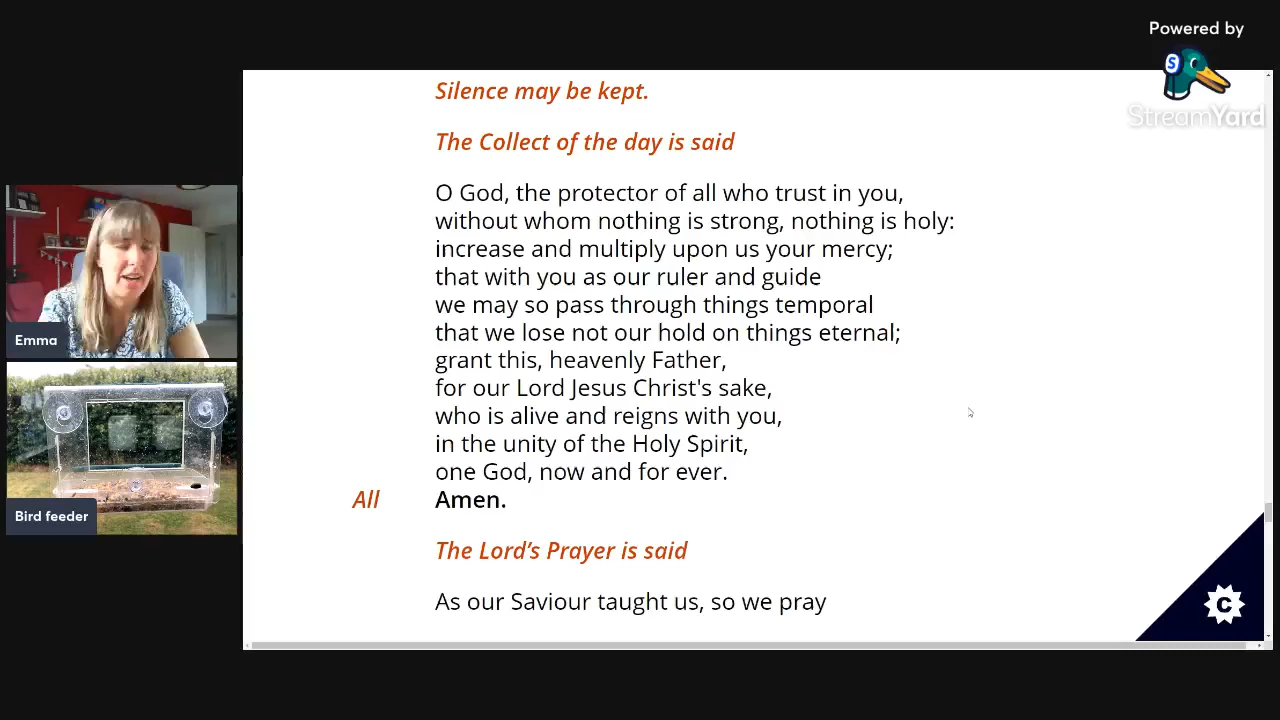 Powered by
S
StreamYard
Silence may be kept.
The Collect of the day is said
O God, the protector of all who trust in you,
without whom nothing is strong, nothing is holy:
increase and multiply upon us your mercy;
that with you as our ruler and guide
we may so pass through things temporal
that we lose not our hold on things eternal;
grant this, heavenly Father,
for our Lord Jesus Christ's sake,
who is alive and reigns with you,
in the unity of the Holy Spirit,
one God, now and for ever.
All Amen.
The Lord’s Prayer is said
As our Saviour taught us, so we pray
Emma
Bird feeder
C